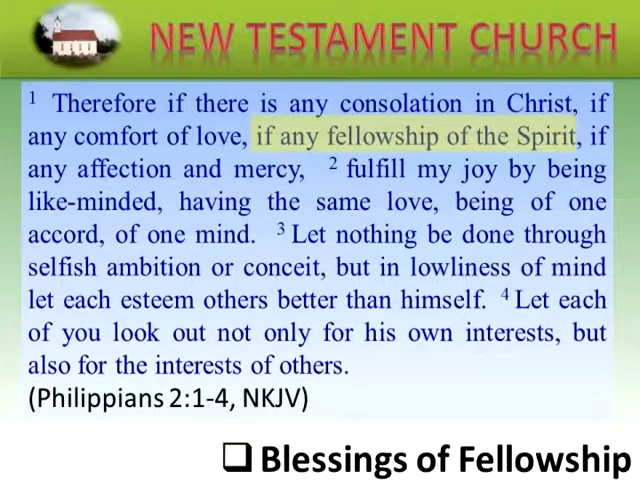 NEW TESTAMENT CHURCH
1 Therefore if there is any consolation in Christ, if
any comfort of love, if any fellowship of the Spirit, if
any affection and mercy, 2 fulfill my joy by being
like-minded, having the same love, being of one
accord, of one mind. 3 Let nothing be done through
selfish ambition or conceit, but in lowliness of mind
let each esteem others better than himself. 4 Let each
of you look out not only for his own interests, but
also for the interests of others.
(Philippians 2:1-4, NKJV)
❑ Blessings of Fellowship